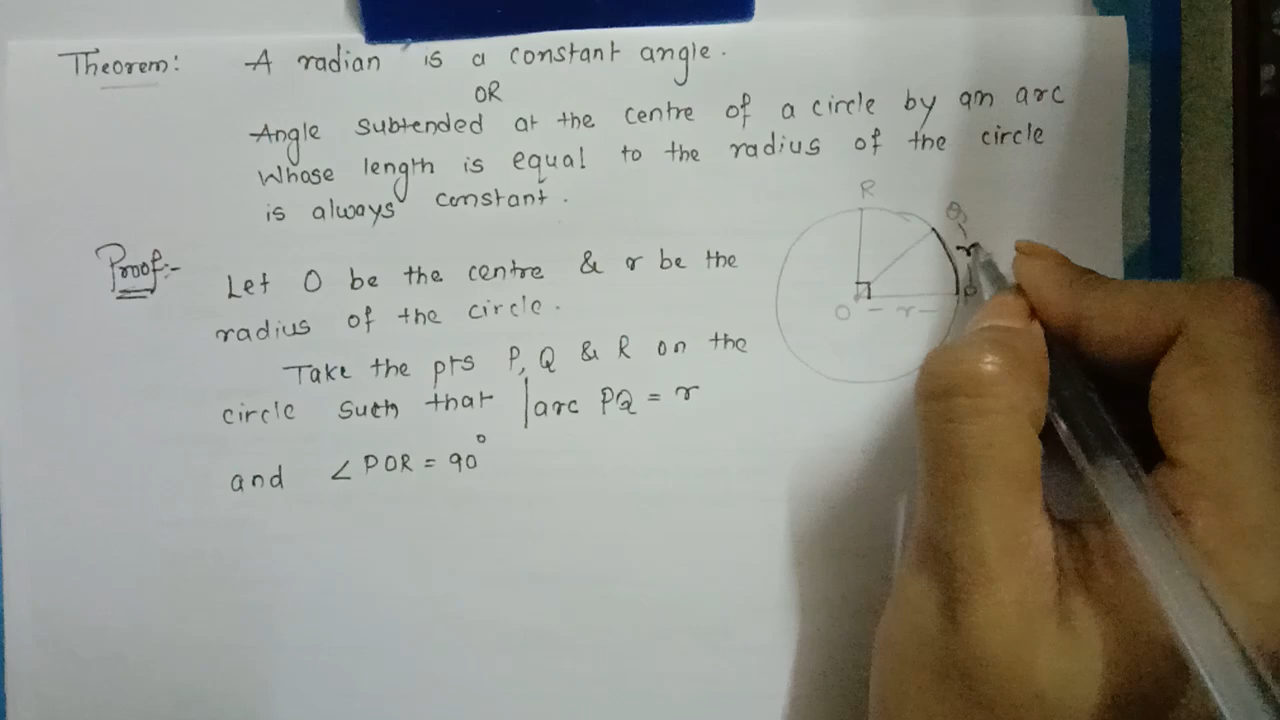 Theorem: A radian is a constant angle.
OR
Angle subtended at the centre of a circle by an arc
whose length is equal to the radius of the circle
is always constant.
Proof:-
Let O be the centre & r be the
radius of the circle.
Take the pts P, Q & R on the
circle such that arc PQ = r
and ∠POR = 90°
R
Q
r
P
O - r -